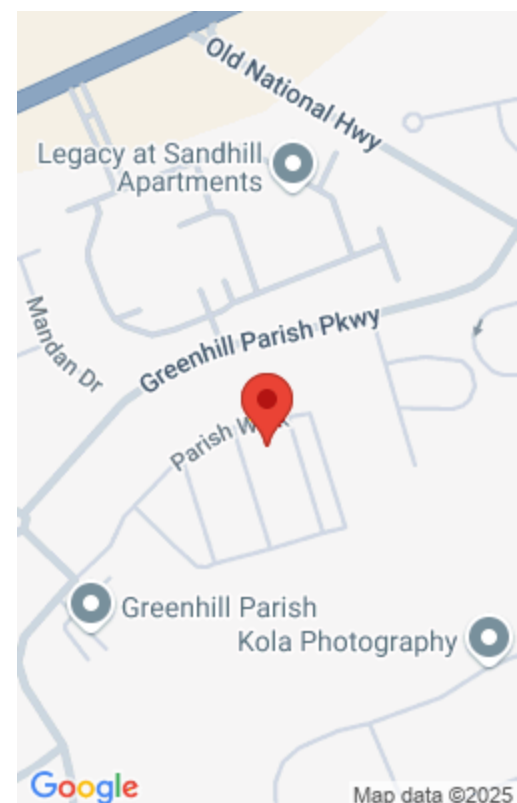 Old National Hwy
Legacy at Sandhill
Apartments
Mandan Dr
Greenhill Parish Pkwy
Parish
Greenhill Parish
Kola Photography
Google
Map data ©2025